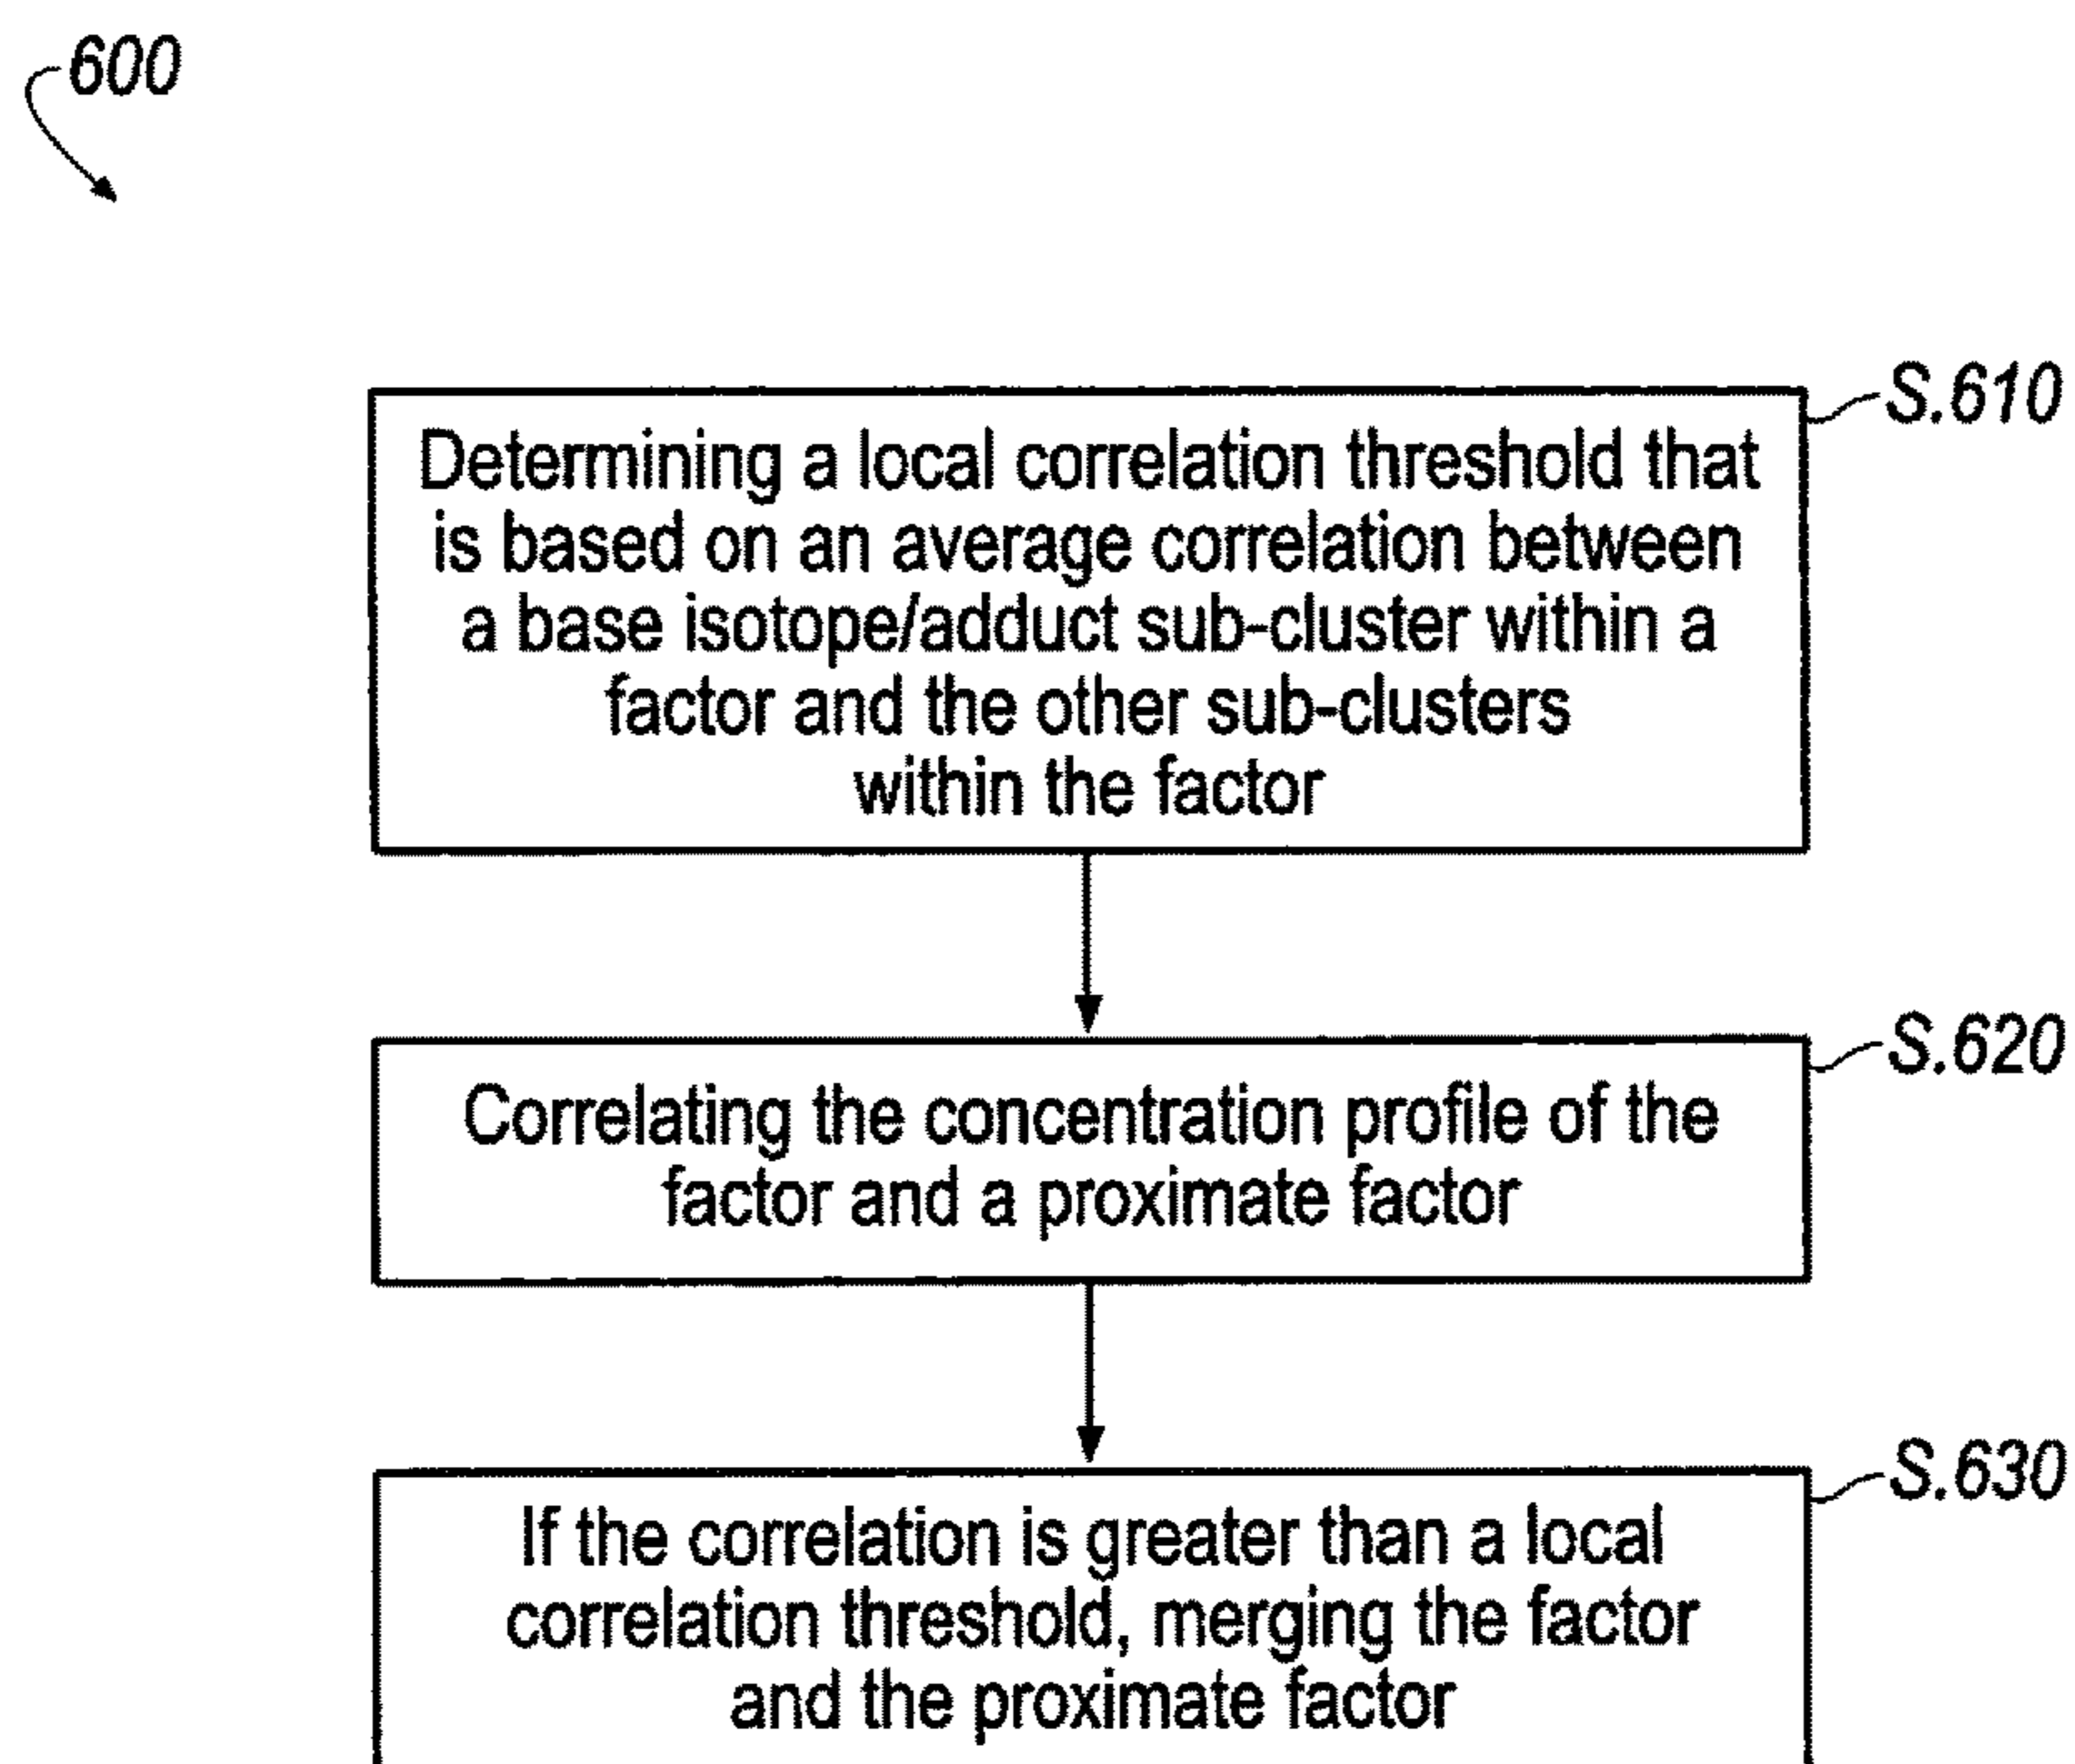 600
S.610
Determining a local correlation threshold that
is based on an average correlation between
a base isotope/adduct sub-cluster within a
factor and the other sub-clusters
within the factor
S.620
Correlating the concentration profile of the
factor and a proximate factor
S.630
If the correlation is greater than a local
correlation threshold, merging the factor
and the proximate factor